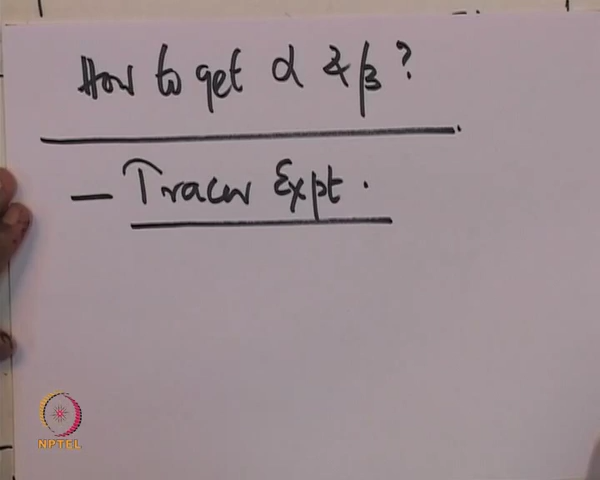 How to get α & β?
— Tracer Expt.
NPTEL